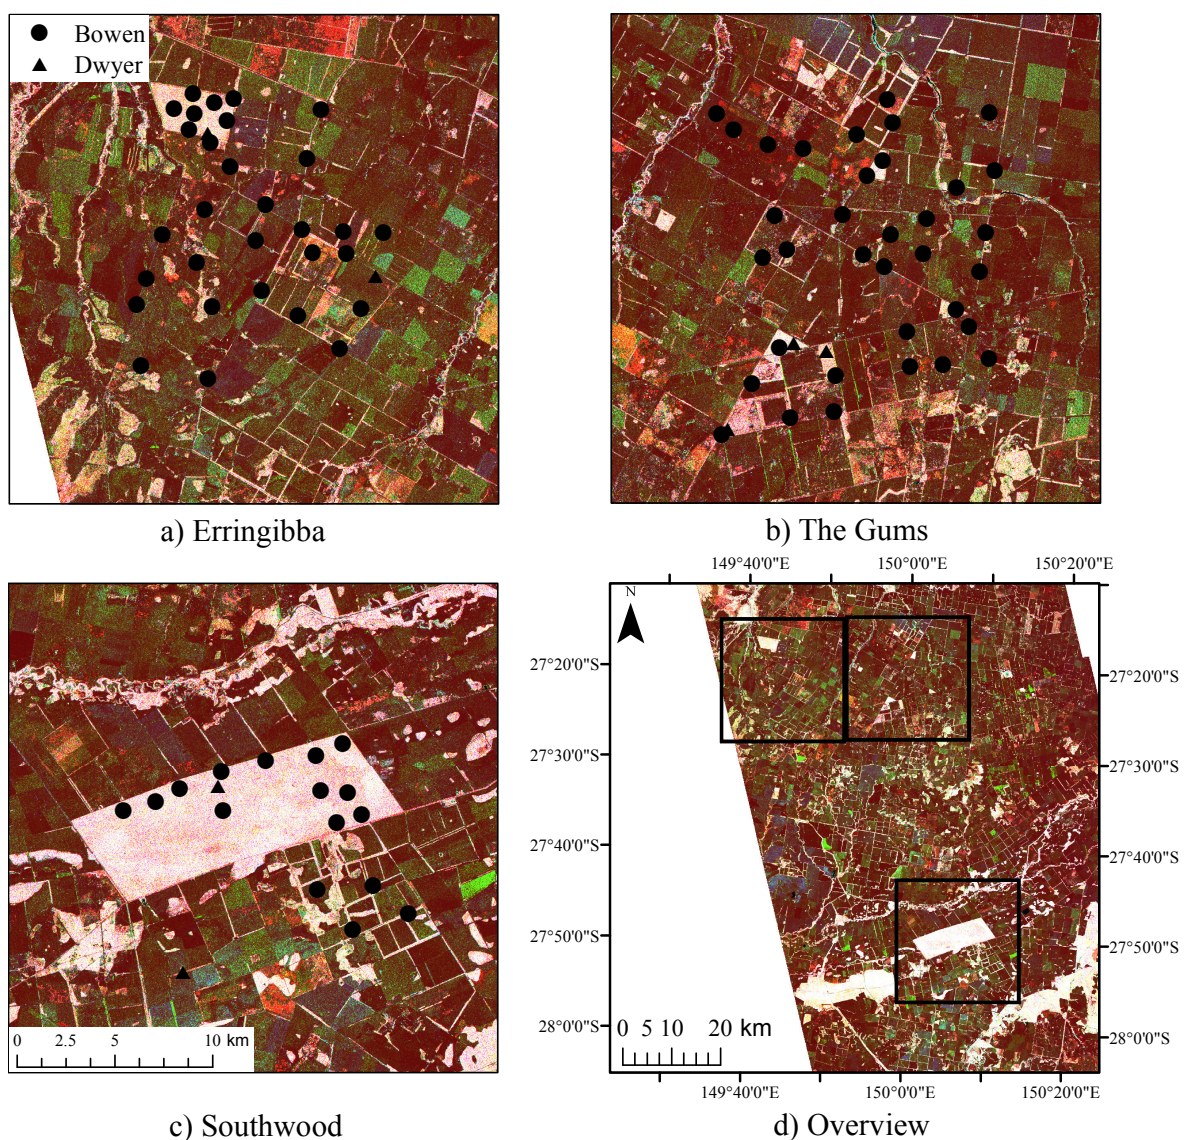 Bowen
Dwyer
a) Erringibba
b) The Gums
149°40'0"E 150°0'0"E 150°20'0"E
N
27°20'0"S
27°20'0"S
27°30'0"S
27°30'0"S
27°40'0"S
27°40'0"S
27°50'0"S
27°50'0"S
28°0'0"S
28°0'0"S
0 2.5 5 10 km
0 5 10 20 km
149°40'0"E 150°0'0"E 150°20'0"E
c) Southwood
d) Overview